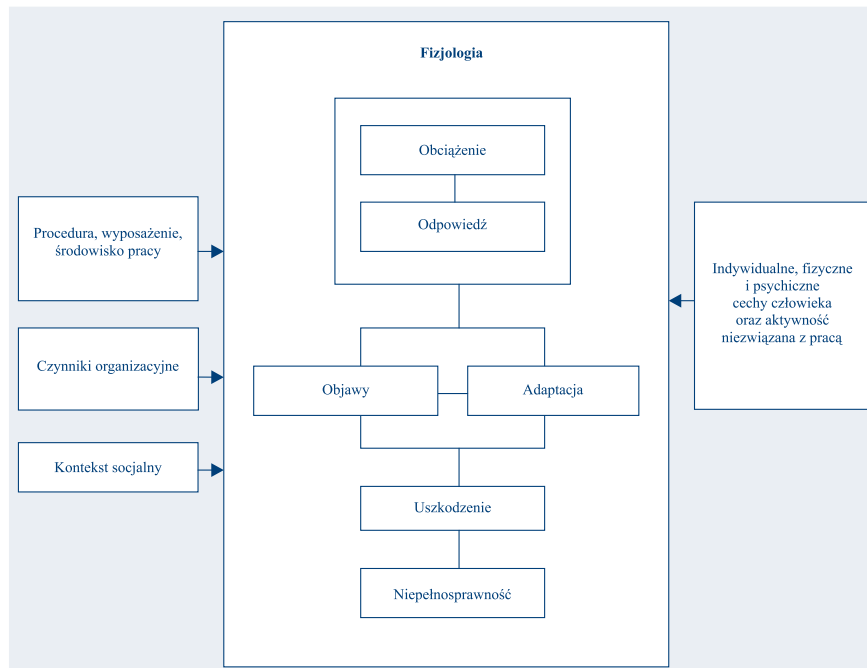 Fizjologia
Obciążenie
Odpowiedź
Procedura, wyposażenie,
środowisko pracy
Czynniki organizacyjne
Kontekst socjalny
Objawy
Adaptacja
Uszkodzenie
Niepełnosprawność
Indywidualne, fizyczne
i psychiczne
cechy człowieka
oraz aktywność
niezwiązana z pracą